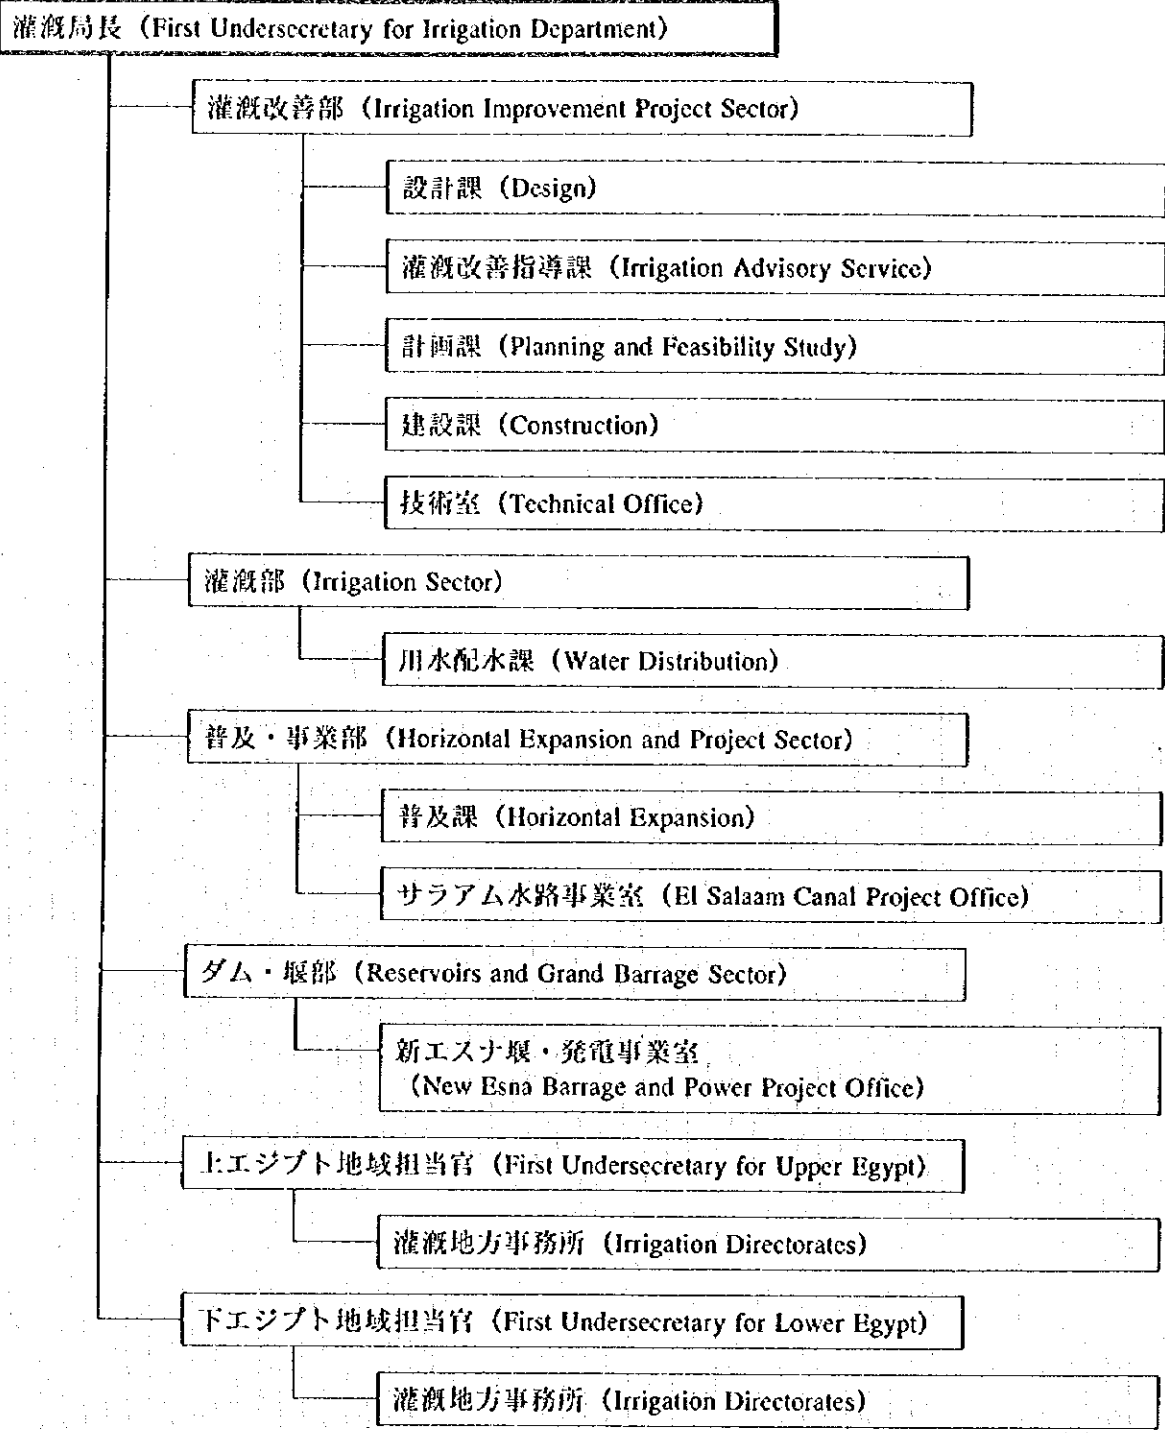 灌漑局長 (First Undersecretary for Irrigation Department)
灌漑改善部 (Irrigation Improvement Project Sector)
設計課 (Design)
灌漑改善指導課 (Irrigation Advisory Service)
計画課 (Planning and Feasibility Study)
建設課 (Construction)
技術室 (Technical Office)
灌漑部 (Irrigation Sector)
用水配水課 (Water Distribution)
普及・事業部 (Horizontal Expansion and Project Sector)
普及課 (Horizontal Expansion)
サラアム水路事業室 (El Salaam Canal Project Office)
ダム・堰部 (Reservoirs and Grand Barrage Sector)
新エスナ堰・発電事業室
(New Esna Barrage and Power Project Office)
上エジプト地域担当官 (First Undersecretary for Upper Egypt)
灌漑地方事務所 (Irrigation Directorates)
下エジプト地域担当官 (First Undersecretary for Lower Egypt)
灌漑地方事務所 (Irrigation Directorates)